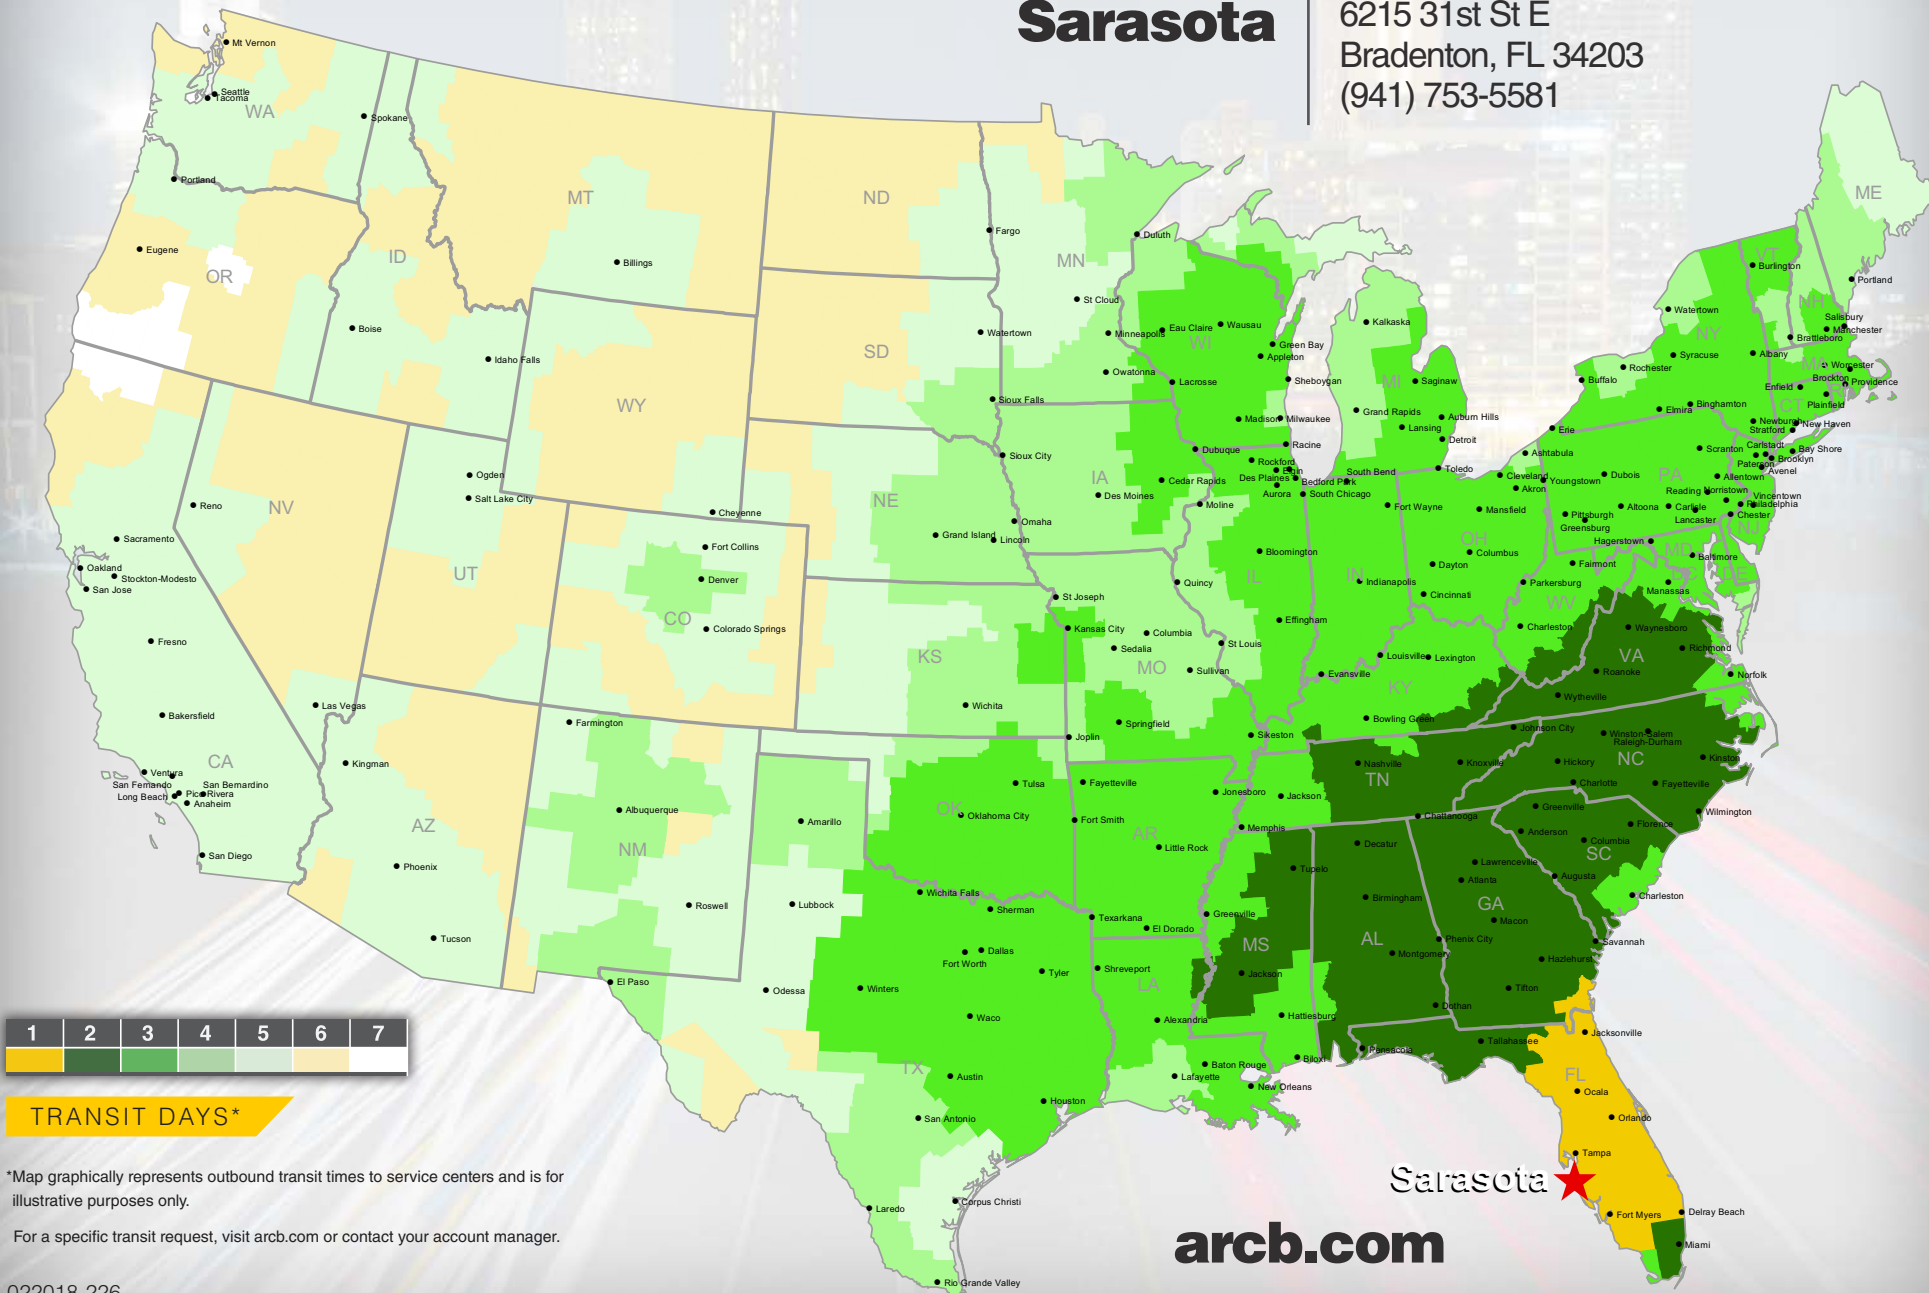 Sarasota
6215 31st St E
Bradenton, FL 34203
(941) 753-5581
Mt Vernon
Seattle
Tacoma
WA
Spokane
Portland
Eugene
OR
ID
Boise
Idaho Falls
MT
Billings
ND
Fargo
MN
Duluth
St Cloud
Minneapolis
Watertown
SD
Owatonna
Sioux Falls
WY
Cheyenne
Eau Claire
Wausau
WI
Green Bay
Appleton
Lacrosse
Sheboygan
Madison
Milwaukee
Racine
Kalkaska
MI
Saginaw
Grand Rapids
Auburn Hills
Lansing
Detroit
ME
Portland
VT
Burlington
NH
Salisbury
Manchester
Brattleboro
Watertown
NY
Syracuse
Albany
Rochester
Buffalo
MA
Worcester
Brockton
Providence
Enfield
Plainfield
CT
Elmira
Binghamton
Newburgh
New Haven
Stratford
Erie
Ashtabula
Scranton
Carlstadt
Bay Shore
Brooklyn
Paterson
Avenel
Dubois
PA
Allentown
Reading
Norristown
Vincentown
Philadelphia
Altoona
Carlisle
Lancaster
Chester
NJ
Pittsburgh
Greensburg
Hagerstown
MD
Baltimore
Fairmont
DC
DE
Manassas
Cleveland
Youngstown
Akron
Toledo
Mansfield
OH
Columbus
Dayton
Cincinnati
Parkersburg
WV
Charleston
South Bend
Fort Wayne
IN
Indianapolis
Evansville
Dubuque
Rockford
Elgin
Des Plaines
Bedford Park
Aurora
South Chicago
Moline
Bloomington
IL
Quincy
Effingham
Sioux City
IA
Cedar Rapids
Des Moines
NE
Omaha
Grand Island
Lincoln
NV
Reno
Ogden
Salt Lake City
UT
Fort Collins
Denver
CO
Colorado Springs
Sacramento
Oakland
Stockton-Modesto
San Jose
Fresno
Bakersfield
CA
Ventura
San Fernando
San Bernardino
Pico Rivera
Long Beach
Anaheim
San Diego
Las Vegas
Kingman
AZ
Phoenix
Tucson
Farmington
Albuquerque
NM
Roswell
KS
Wichita
St Joseph
Kansas City
Columbia
Sedalia
MO
St Louis
Sullivan
Springfield
Joplin
Sikeston
Louisville
Lexington
KY
Bowling Green
VA
Waynesboro
Richmond
Roanoke
Norfolk
Wytheville
Johnson City
Winston-Salem
Raleigh-Durham
NC
Kinston
Hickory
Charlotte
Fayetteville
Wilmington
Nashville
TN
Knoxville
Jackson
Memphis
Chattanooga
Greenville
Anderson
Florence
Columbia
SC
Charleston
OK
Tulsa
Oklahoma City
Fayetteville
Jonesboro
Fort Smith
AR
Little Rock
Texarkana
El Dorado
Amarillo
Lubbock
Wichita Falls
Sherman
Dallas
Fort Worth
Tyler
Odessa
Winters
Waco
El Paso
TX
Austin
Houston
San Antonio
Corpus Christi
Laredo
Rio Grande Valley
Shreveport
LA
Alexandria
Baton Rouge
Lafayette
New Orleans
Greenville
Tupelo
MS
Jackson
Hattiesburg
Biloxi
Decatur
Birmingham
AL
Montgomery
Dothan
Pensacola
Lawrenceville
Atlanta
Augusta
GA
Macon
Phenix City
Savannah
Hazlehurst
Tifton
Tallahassee
Jacksonville
FL
Ocala
Orlando
Tampa
Sarasota
Fort Myers
Delray Beach
Miami
1 2 3 4 5 6 7
TRANSIT DAYS*
*Map graphically represents outbound transit times to service centers and is for
illustrative purposes only.
For a specific transit request, visit arcb.com or contact your account manager.
arcb.com
022018-226